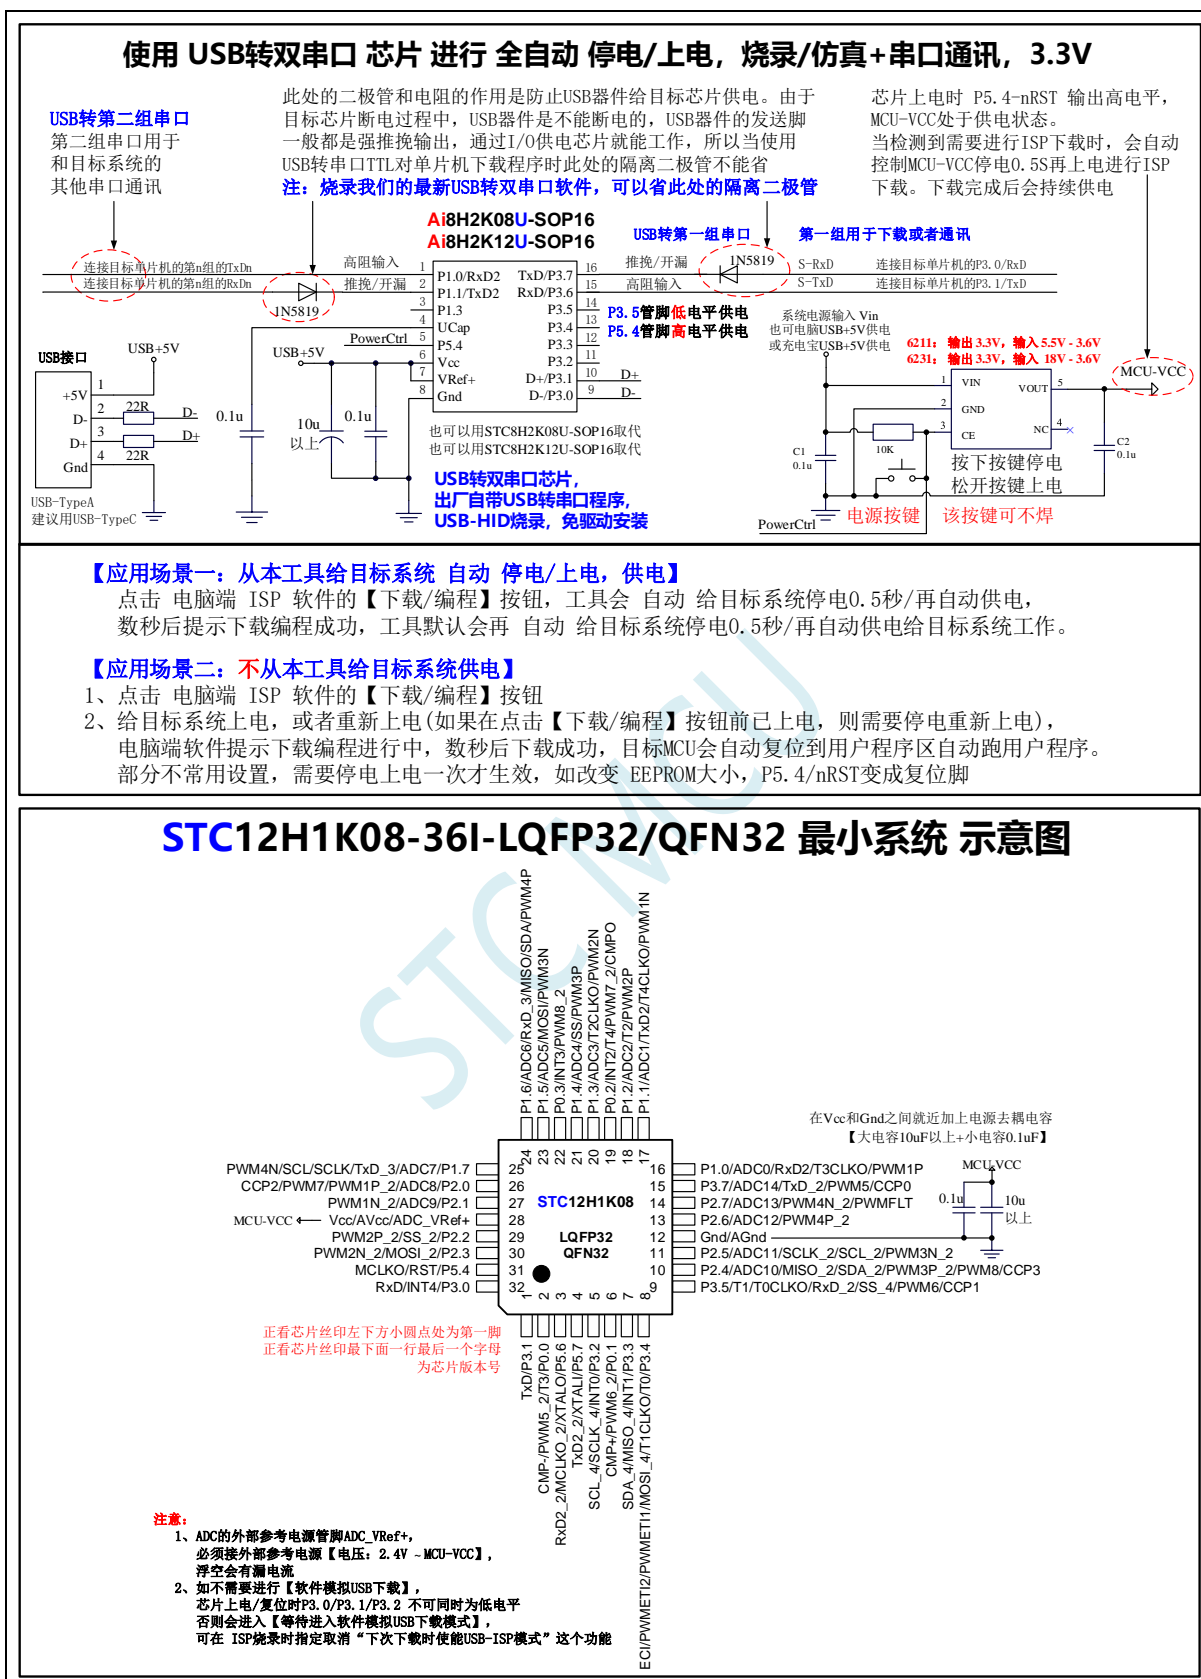 使用 USB转双串口 芯片 进行 全自动 停电/上电，烧录/仿真+串口通讯，3.3V
USB转第二组串口
第二组串口用于
和目标系统的
其他串口通讯
此处的二极管和电阻的作用是防止USB器件给目标芯片供电。由于
目标芯片断电过程中，USB器件是不能断电的，USB器件的发送脚
一般都是强推挽输出，通过I/O供电芯片就能工作，所以当使用
USB转串口TTL对单片机下载程序时此处的隔离二极管不能省
注：烧录我们的最新USB转双串口软件，可以省此处的隔离二极管
芯片上电时 P5.4-nRST 输出高电平，
MCU-VCC处于供电状态。
当检测到需要进行ISP下载时，会自动
控制MCU-VCC停电0.5S再上电进行ISP
下载。下载完成后会持续供电
Ai8H2K08U-SOP16
Ai8H2K12U-SOP16
USB转第一组串口
第一组用于下载或者通讯
连接目标单片机的第n组的TxDn
连接目标单片机的第n组的RxDn
1N5819
高阻输入
推挽/开漏
1 P1.0/RxD2
2 P1.1/TxD2
3 P1.3
4 UCap
5 P5.4
6 Vcc
7 VRef+
8 Gnd
TxD/P3.7 16
RxD/P3.6 15
P3.5 14
P3.4 13
P3.3 12
P3.2 11
D+/P3.1 10
D-/P3.0 9
推挽/开漏
高阻输入
1N5819
S-RxD
S-TxD
连接目标单片机的P3.0/RxD
连接目标单片机的P3.1/TxD
P3.5管脚低电平供电
P5.4管脚高电平供电
D+
D-
PowerCtrl
USB+5V
0.1u
10u
以上
0.1u
USB接口
USB+5V
+5V 1
D- 2
D+ 3
Gnd 4
22R
22R
D-
D+
USB-TypeA
建议用USB-TypeC
也可以用STC8H2K08U-SOP16取代
也可以用STC8H2K12U-SOP16取代
USB转双串口芯片，
出厂自带USB转串口程序，
USB-HID烧录，免驱动安装
系统电源输入 Vin
也可电脑USB+5V供电
或充电宝USB+5V供电
6211： 输出3.3V，输入 5.5V - 3.6V
6231： 输出3.3V，输入 18V - 3.6V
MCU-VCC
1 VIN
2 GND
3 CE
VOUT 5
NC 4
10K
C1
0.1u
C2
0.1u
按下按键停电
松开按键上电
电源按键
该按键可不焊
PowerCtrl
【应用场景一：从本工具给目标系统 自动 停电/上电，供电】
点击 电脑端 ISP 软件的【下载/编程】按钮，工具会 自动 给目标系统停电0.5秒/再自动供电，
数秒后提示下载编程成功，工具默认会再 自动 给目标系统停电0.5秒/再自动供电给目标系统工作。
【应用场景二：不从本工具给目标系统供电】
1、点击 电脑端 ISP 软件的【下载/编程】按钮
2、给目标系统上电，或者重新上电(如果在点击【下载/编程】按钮前已上电，则需要停电重新上电)，
电脑端软件提示下载编程进行中，数秒后下载成功，目标MCU会自动复位到用户程序区自动跑用户程序。
部分不常用设置，需要停电上电一次才生效，如改变 EEPROM大小，P5.4/nRST变成复位脚
STC12H1K08-36I-LQFP32/QFN32 最小系统 示意图
24 P1.6/ADC6/RxD_3/MISO/SDA/PWM4P
23 P1.5/ADC5/MOSI/PWM3N
22 P0.3/INT3/PWM8_2
21 P1.4/ADC4/SS/PWM3P
20 P1.3/ADC3/T2CLKO/PWM2N
19 P0.2/INT2/T4/PWM7_2/CMPO
18 P1.2/ADC2/T2/PWM2P
17 P1.1/ADC1/TxD2/T4CLKO/PWM1N
PWM4N/SCL/SCLK/TxD_3/ADC7/P1.7 25
CCP2/PWM7/PWM1P_2/ADC8/P2.0 26
PWM1N_2/ADC9/P2.1 27
MCU-VCC Vcc/AVcc/ADC_VRef+ 28
PWM2P_2/SS_2/P2.2 29
PWM2N_2/MOSI_2/P2.3 30
MCLKO/RST/P5.4 31
RxD/INT4/P3.0 32
STC12H1K08
LQFP32
QFN32
16 P1.0/ADC0/RxD2/T3CLKO/PWM1P
15 P3.7/ADC14/TxD_2/PWM5/CCP0
14 P2.7/ADC13/PWM4N_2/PWMFLT
13 P2.6/ADC12/PWM4P_2
12 Gnd/AGnd
11 P2.5/ADC11/SCLK_2/SCL_2/PWM3N_2
10 P2.4/ADC10/MISO_2/SDA_2/PWM3P_2/PWM8/CCP3
9 P3.5/T1/T0CLKO/RxD_2/SS_4/PWM6/CCP1
1 TxD/P3.1
2 CMP-/PWM5_2/T3/P0.0
3 RxD2_2/MCLKO_2/XTALO/P5.6
4 TxD2_2/XTALI/P5.7
5 SCL_4/SCLK_4/INT0/P3.2
6 CMP+/PWM6_2/P0.1
7 SDA_4/MISO_4/INT1/P3.3
8 ECI/PWMETI2/PWMETI1/MOSI_4/T1CLKO/T0/P3.4
在Vcc和Gnd之间就近加上电源去耦电容
【大电容10uF以上+小电容0.1uF】
MCU-VCC
0.1u
10u
以上
正看芯片丝印左下方小圆点处为第一脚
正看芯片丝印最下面一行最后一个字母
为芯片版本号
注意：
1、ADC的外部参考电源管脚ADC_VRef+，
必须接外部参考电源【电压：2.4V ~ MCU-VCC】，
浮空会有漏电流
2、如不需要进行【软件模拟USB下载】，
芯片上电/复位时P3.0/P3.1/P3.2 不可同时为低电平
否则会进入【等待进入软件模拟USB下载模式】，
可在 ISP烧录时指定取消“下次下载时使能USB-ISP模式”这个功能
STC MCU